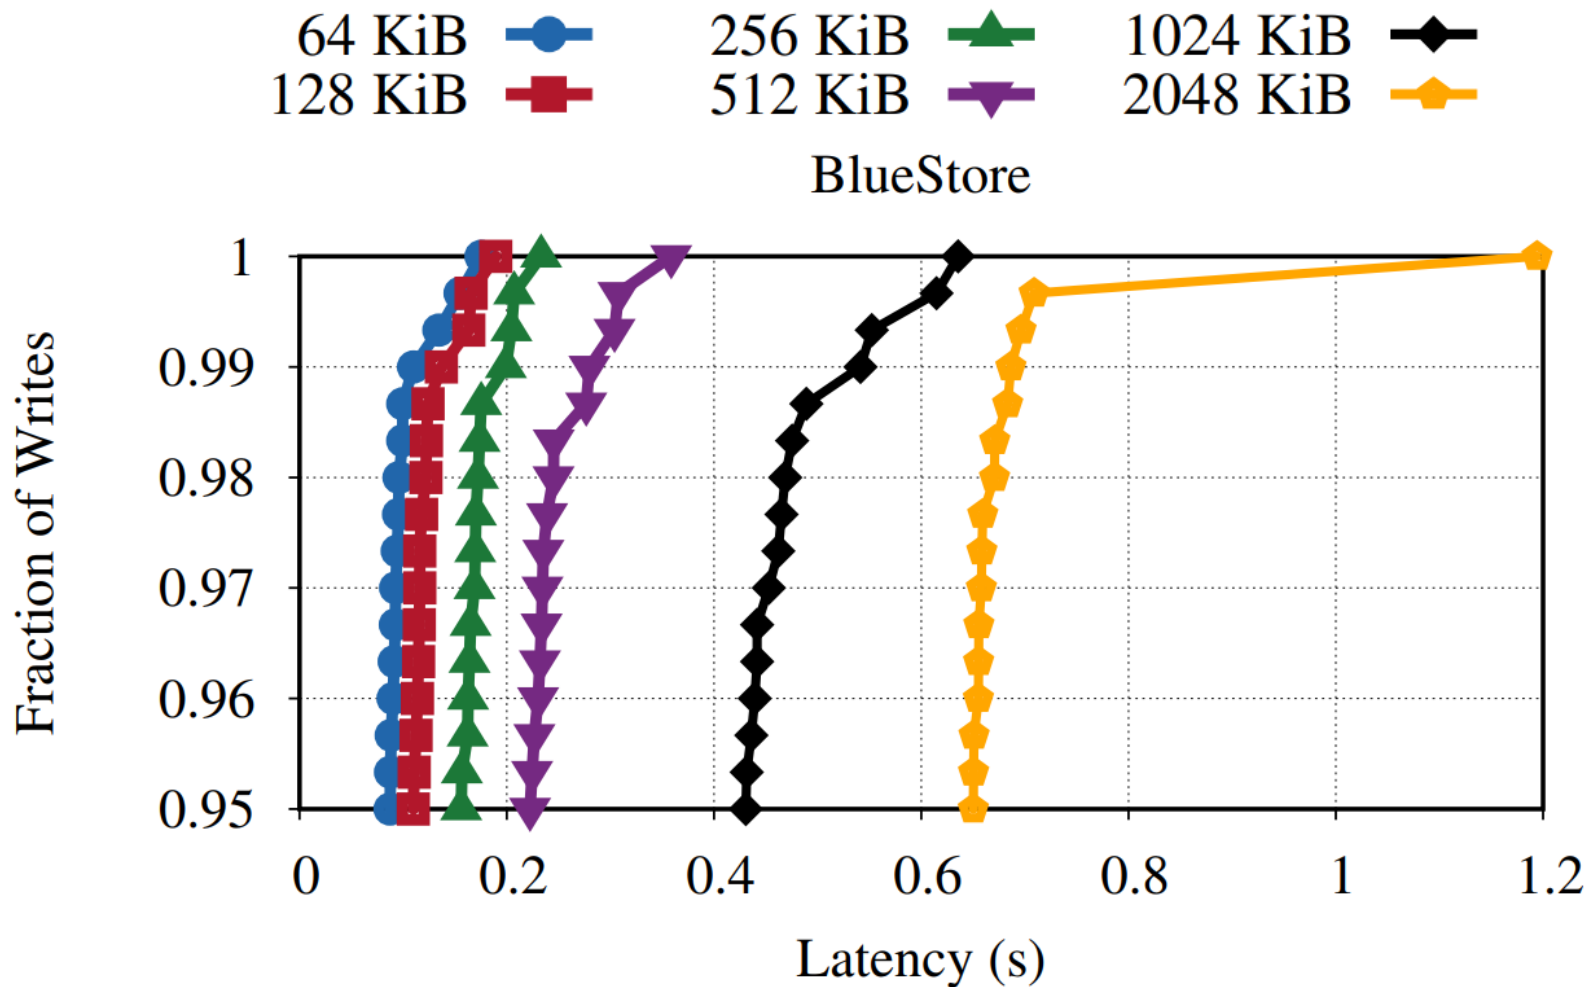 64 KiB
128 KiB
256 KiB
512 KiB
1024 KiB
2048 KiB
BlueStore
Fraction of Writes
1
0.99
0.98
0.97
0.96
0.95
0 0.2 0.4 0.6 0.8 1 1.2
Latency (s)